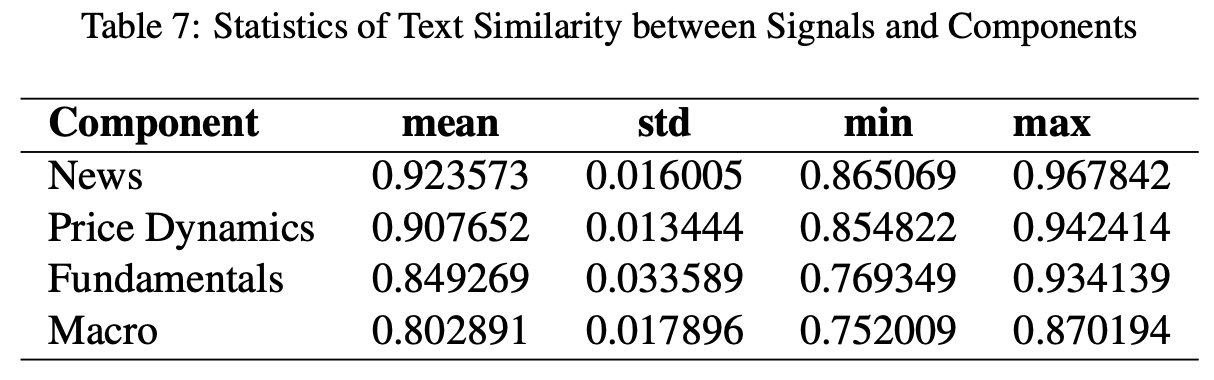 Table 7: Statistics of Text Similarity between Signals and Components
Component mean std min max
News 0.923573 0.016005 0.865069 0.967842
Price Dynamics 0.907652 0.013444 0.854822 0.942414
Fundamentals 0.849269 0.033589 0.769349 0.934139
Macro 0.802891 0.017896 0.752009 0.870194